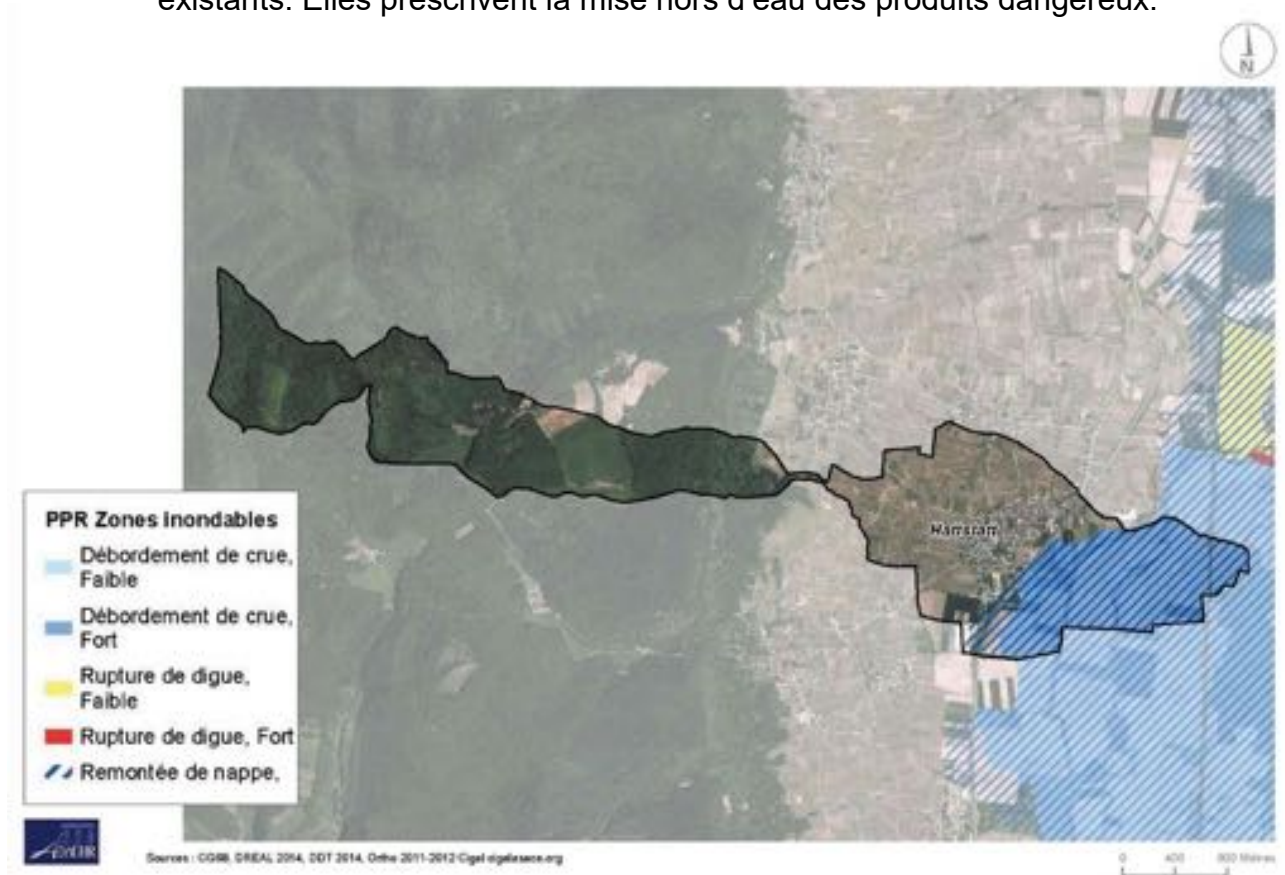 existants. Elles prescrivent la mise hors d'eau des produits dangereux.
N
PPR Zones inondables
Débordement de crue,
Faible
Débordement de crue,
Fort
Rupture de digue,
Faible
Rupture de digue, Fort
Remontée de nappe,
Sources : CG68, DREAL 2014, DDT 2014, Ortho 2011-2012 Cigal cigalsace.org
0 400 800 Mètres